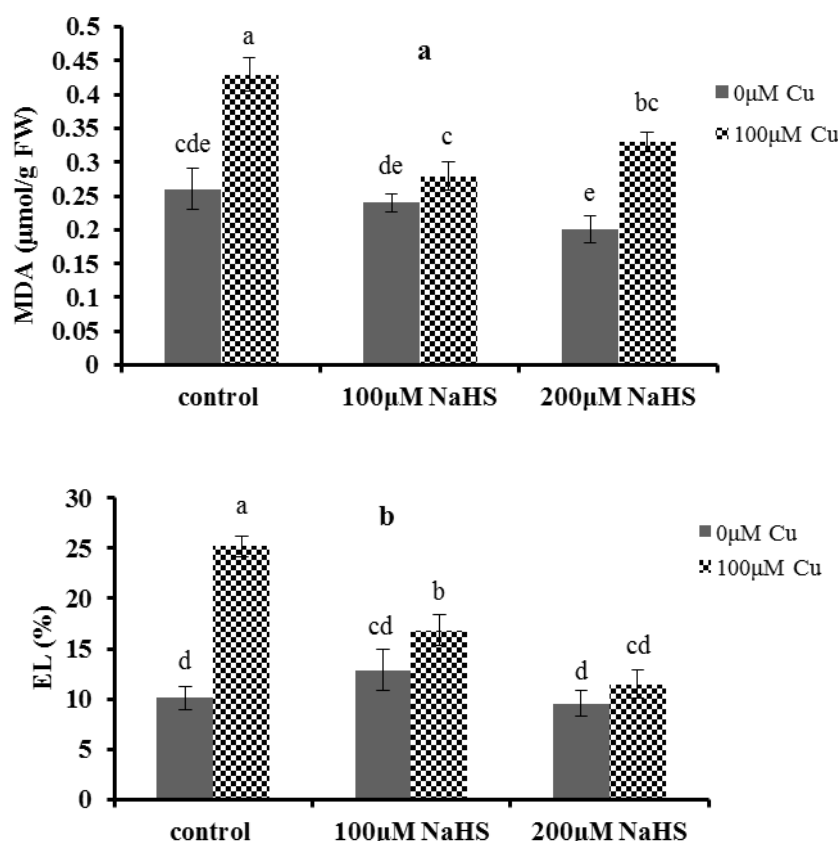 a
0.5
0.45
0.4
0.35
0.3
0.25
0.2
0.15
0.1
0.05
0
MDA (μmol/g FW)
cde
a
de
c
e
bc
0μM Cu
100μM Cu
control
100μM NaHS
200μM NaHS
b
30
25
20
15
10
5
0
EL (%)
d
a
cd
b
d
cd
0μM Cu
100μM Cu
control
100μM NaHS
200μM NaHS